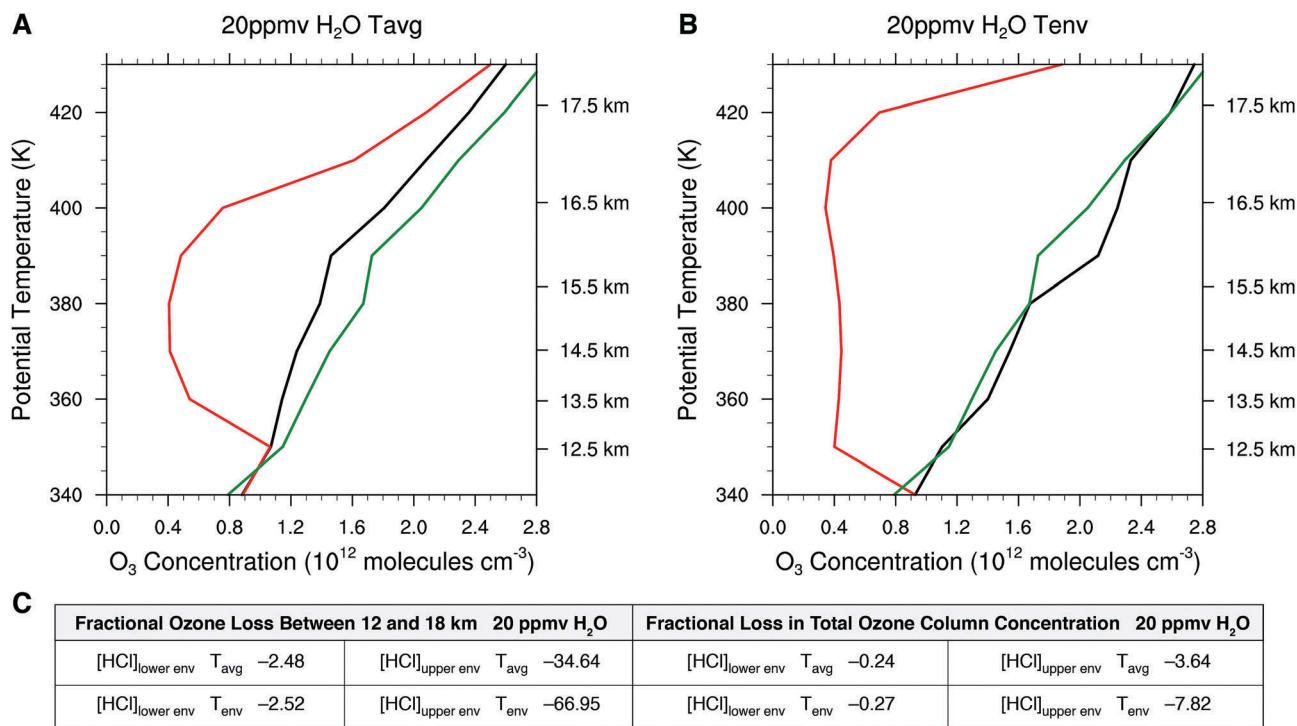 A
20ppmv H₂O Tavg
420
400
380
360
340
Potential Temperature (K)
17.5 km
16.5 km
15.5 km
14.5 km
13.5 km
12.5 km
0.0 0.4 0.8 1.2 1.6 2.0 2.4 2.8
O₃ Concentration (10¹² molecules cm⁻³)
B
20ppmv H₂O Tenv
420
400
380
360
340
Potential Temperature (K)
17.5 km
16.5 km
15.5 km
14.5 km
13.5 km
12.5 km
0.0 0.4 0.8 1.2 1.6 2.0 2.4 2.8
O₃ Concentration (10¹² molecules cm⁻³)
C
Fractional Ozone Loss Between 12 and 18 km 20 ppmv H₂O Fractional Loss in Total Ozone Column Concentration 20 ppmv H₂O
[HCl]lower env Tavg –2.48 [HCl]upper env Tavg –34.64 [HCl]lower env Tavg –0.24 [HCl]upper env Tavg –3.64
[HCl]lower env Tenv –2.52 [HCl]upper env Tenv –66.95 [HCl]lower env Tenv –0.27 [HCl]upper env Tenv –7.82